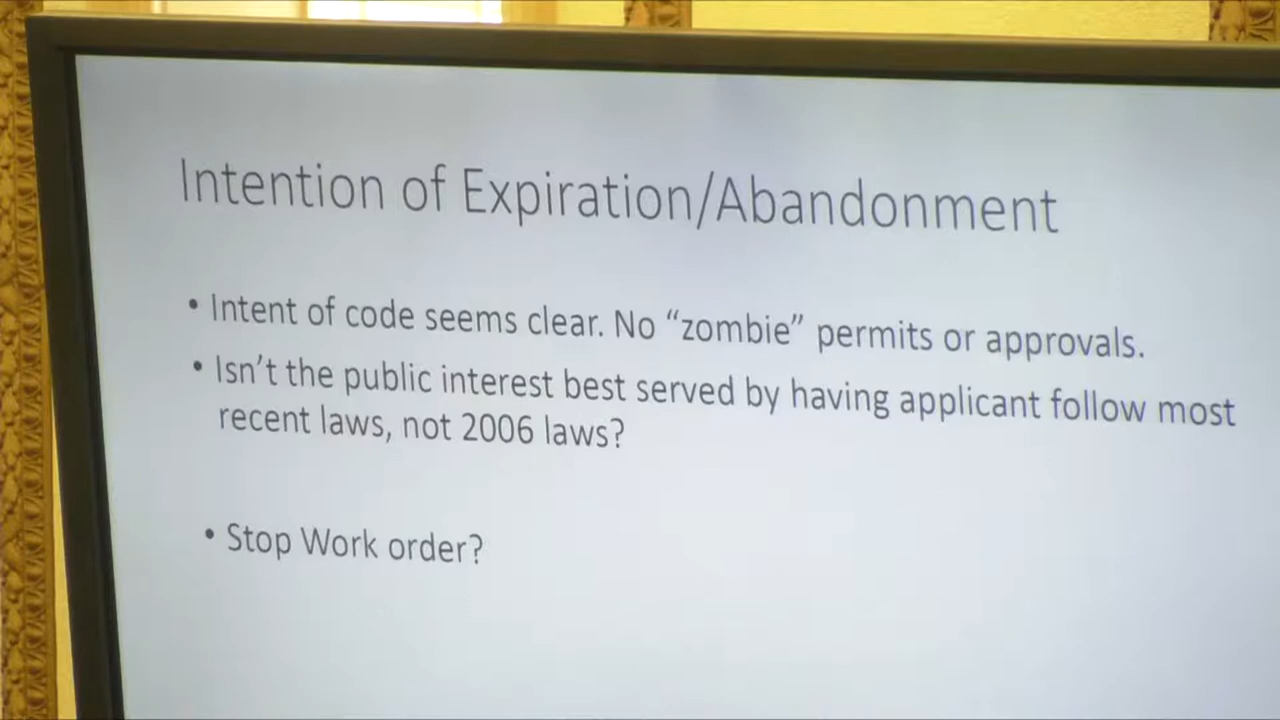 Intention of Expiration/Abandonment
• Intent of code seems clear. No “zombie” permits or approvals.
• Isn’t the public interest best served by having applicant follow most
recent laws, not 2006 laws?
• Stop Work order?